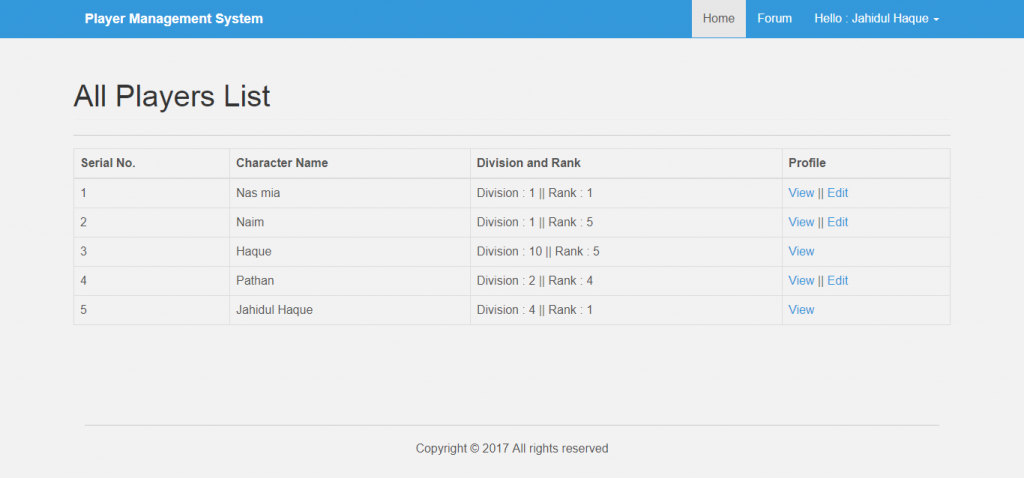 Player Management System Home Forum Hello : Jahidul Haque
All Players List
Serial No. Character Name Division and Rank Profile
1 Nas mia Division : 1 || Rank : 1 View || Edit
2 Naim Division : 1 || Rank : 5 View || Edit
3 Haque Division : 10 || Rank : 5 View
4 Pathan Division : 2 || Rank : 4 View || Edit
5 Jahidul Haque Division : 4 || Rank : 1 View
Copyright © 2017 All rights reserved